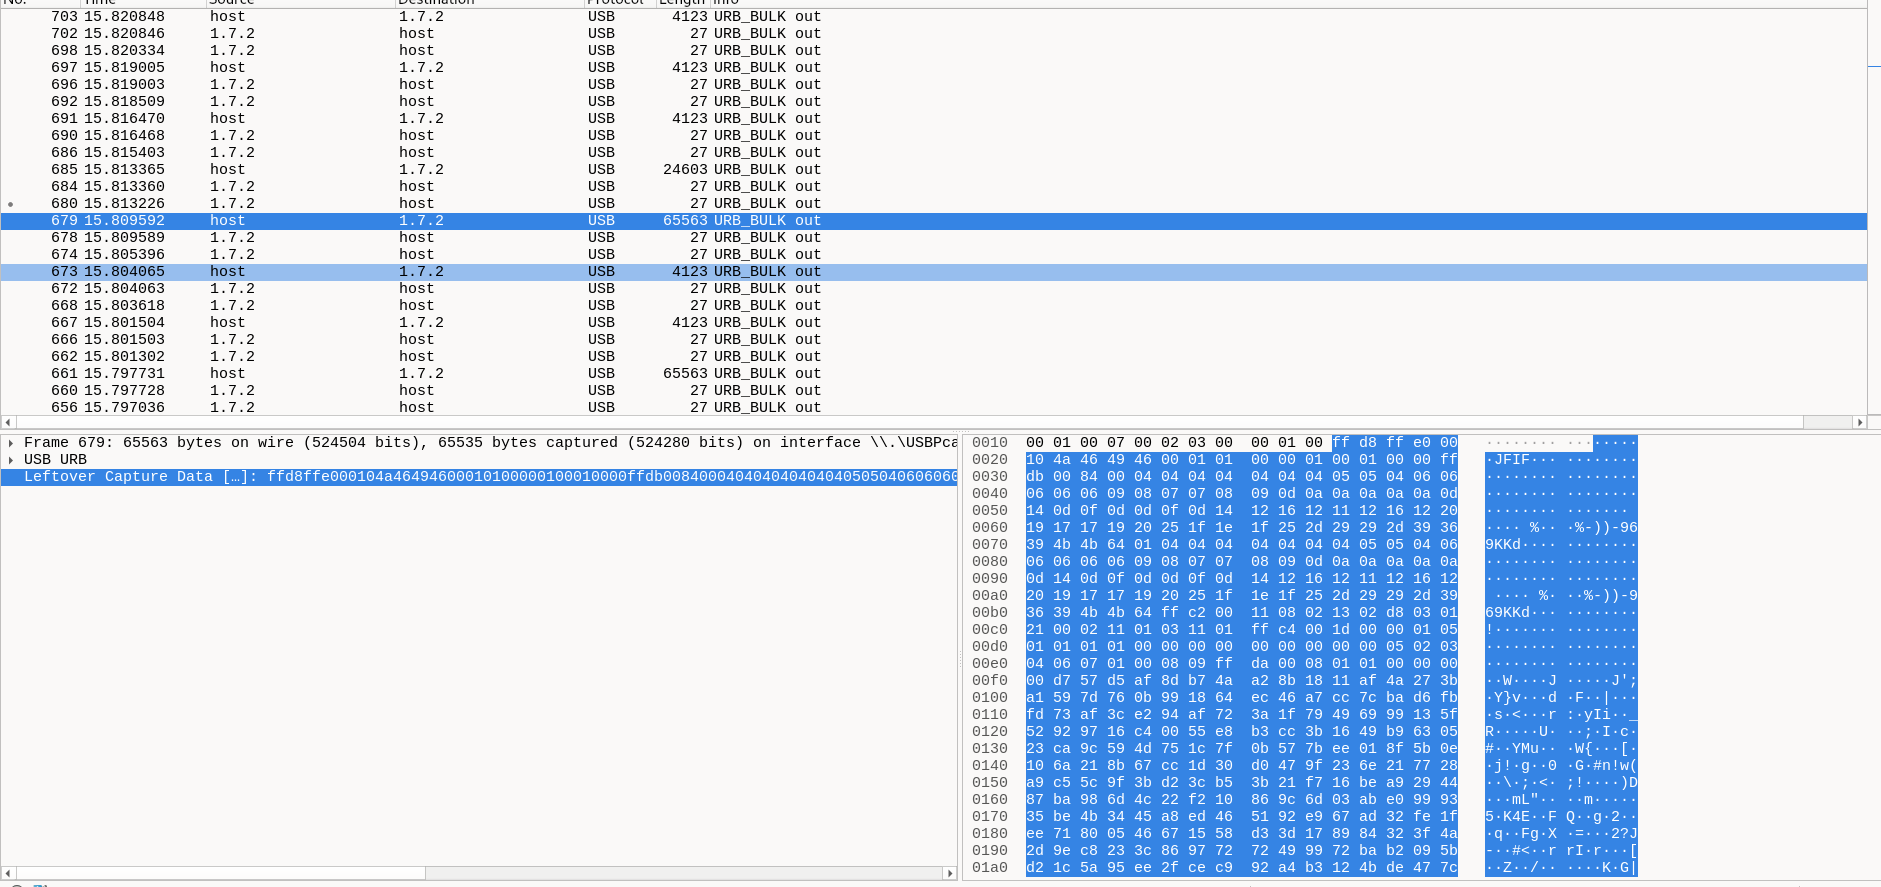 No. Time Source Destination Protocol Length Info
703 15.820848 host 1.7.2 USB 4123 URB_BULK out
702 15.820846 1.7.2 host USB 27 URB_BULK out
698 15.820334 1.7.2 host USB 27 URB_BULK out
697 15.819005 host 1.7.2 USB 4123 URB_BULK out
696 15.819003 1.7.2 host USB 27 URB_BULK out
692 15.818509 1.7.2 host USB 27 URB_BULK out
691 15.816470 host 1.7.2 USB 4123 URB_BULK out
690 15.816468 1.7.2 host USB 27 URB_BULK out
686 15.815403 1.7.2 host USB 27 URB_BULK out
685 15.813365 host 1.7.2 USB 24603 URB_BULK out
684 15.813360 1.7.2 host USB 27 URB_BULK out
680 15.813226 1.7.2 host USB 27 URB_BULK out
679 15.809592 host 1.7.2 USB 65563 URB_BULK out
678 15.809589 1.7.2 host USB 27 URB_BULK out
674 15.805396 1.7.2 host USB 27 URB_BULK out
673 15.804065 host 1.7.2 USB 4123 URB_BULK out
672 15.804063 1.7.2 host USB 27 URB_BULK out
668 15.803618 1.7.2 host USB 27 URB_BULK out
667 15.801504 host 1.7.2 USB 4123 URB_BULK out
666 15.801503 1.7.2 host USB 27 URB_BULK out
662 15.801302 1.7.2 host USB 27 URB_BULK out
661 15.797731 host 1.7.2 USB 65563 URB_BULK out
660 15.797728 1.7.2 host USB 27 URB_BULK out
656 15.797036 1.7.2 host USB 27 URB_BULK out
Frame 679: 65563 bytes on wire (524504 bits), 65535 bytes captured (524280 bits) on interface \\.\USBPca
USB URB
Leftover Capture Data […]: ffd8ffe000104a46494600010100000100010000ffdb0084000404040404040405050406060 60
0010 00 01 00 07 00 02 03 00 00 01 00 ff d8 ff e0 00 ········ ········
0020 10 4a 46 49 46 00 01 01 00 00 01 00 01 00 00 ff ·JFIF··· ········
0030 db 00 84 00 04 04 04 04 04 04 04 05 05 04 06 06 ········ ········
0040 06 06 06 09 08 07 07 08 09 0d 0a 0a 0a 0a 0a 0d ········ ········
0050 14 0d 0f 0d 0d 0f 0d 14 12 16 12 11 12 16 12 20 ········ ·······
0060 19 17 17 19 20 25 1f 1e 1f 25 2d 29 29 2d 39 36 ···· %·· ·%-))-96
0070 39 4b 4b 64 01 04 04 04 04 04 04 04 05 05 04 06 9KKd···· ········
0080 06 06 06 06 09 08 07 07 08 09 0d 0a 0a 0a 0a 0a ········ ········
0090 0d 14 0d 0f 0d 0d 0f 0d 14 12 16 12 11 12 16 12 ········ ········
00a0 20 19 17 17 19 20 25 1f 1e 1f 25 2d 29 29 2d 39 ···· %· ··%-))-9
00b0 36 39 4b 4b 64 ff c2 00 11 08 02 13 02 d8 03 01 69KKd··· ········
00c0 21 00 02 11 01 03 11 01 ff c4 00 1d 00 00 01 05 !······· ········
00d0 01 01 01 01 00 00 00 00 00 00 00 00 00 05 02 03 ········ ········
00e0 04 06 07 01 00 08 09 ff da 00 08 01 01 00 00 00 ········ ········
00f0 00 d7 57 d5 af 8d b7 4a a2 8b 18 11 af 4a 27 3b ··W····J ·····J';
0100 a1 59 7d 76 0b 99 18 64 ec 46 a7 cc 7c ba d6 fb ·Y}v···d ·F··|···
0110 fd 73 af 3c e2 94 af 72 3a 1f 79 49 69 99 13 5f ·s·<···r :·yIi··_
0120 52 92 97 16 c4 00 55 e8 b3 cc 3b 16 49 b9 63 05 R·····U· ··;·I·c·
0130 23 ca 9c 59 4d 75 1c 7f 0b 57 7b ee 01 8f 5b 0e #··YMu·· ·W{···[·
0140 10 6a 21 8b 67 cc 1d 30 d0 47 9f 23 6e 21 77 28 ·j!·g··0 ·G·#n!w(
0150 a9 c5 5c 9f 3b d2 3c b5 3b 21 f7 16 be a9 29 44 ··\·;·<· ;!····)D
0160 87 ba 98 6d 4c 22 f2 10 86 9c 6d 03 ab e0 99 93 ···mL"·· ··m·····
0170 35 be 4b 34 45 a8 ed 46 51 92 e9 67 ad 32 fe 1f 5·K4E··F Q··g·2··
0180 ee 71 80 05 46 67 15 58 d3 3d 17 89 84 32 3f 4a ·q··Fg·X ·=···2?J
0190 2d 9e c8 23 3c 86 97 72 72 49 99 72 ba b2 09 5b -··#<··r rI·r···[
01a0 d2 1c 5a 95 ee 2f ce c9 92 a4 b3 12 4b de 47 7c ··Z··/·· ····K·G|